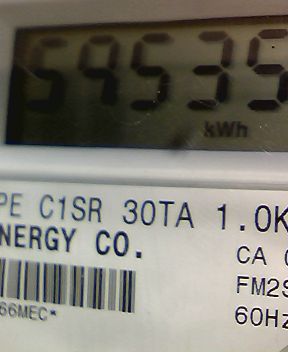 59535
kWh
PE C1SR 30TA 1.0K
NERGY CO.
CA
FM2S
66MEC*
60Hz